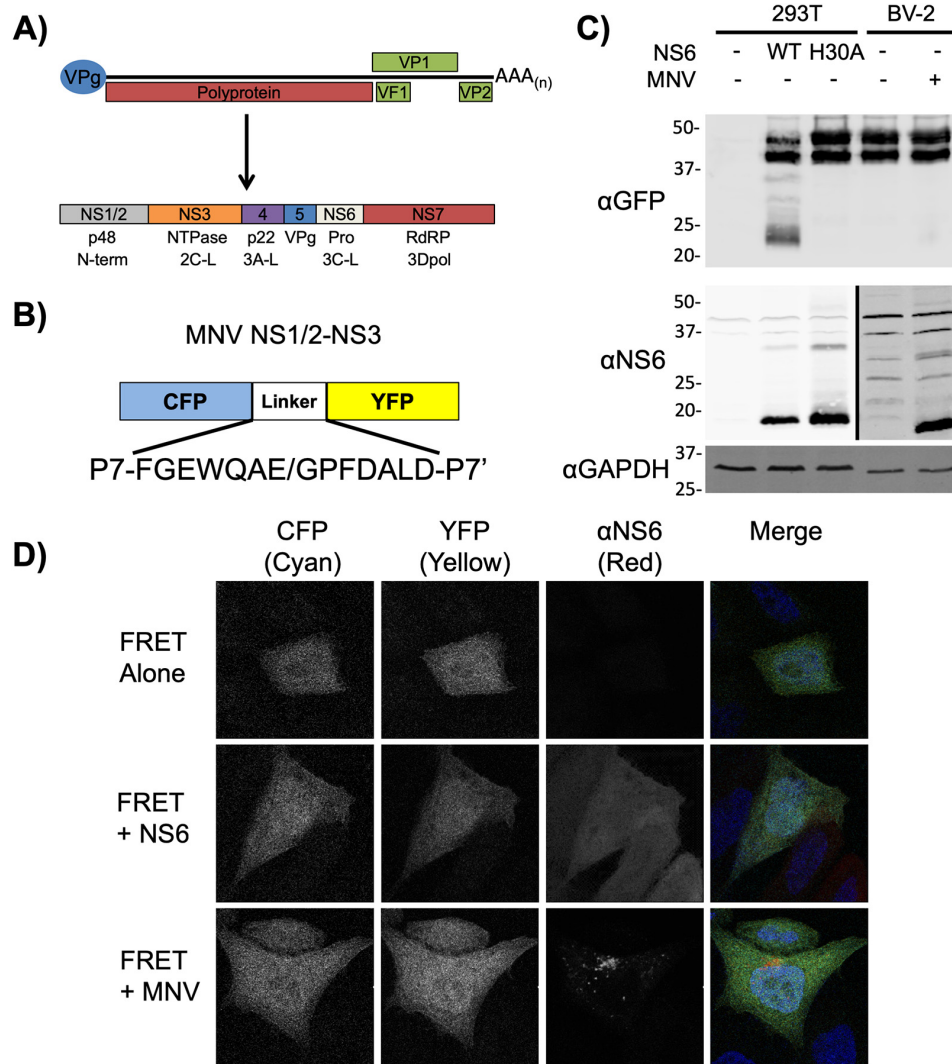 A)
VPg
VP1
AAA(n)
Polyprotein
VF1
VP2
NS1/2 NS3 4 5 NS6 NS7
p48 NTPase p22 VPg Pro RdRP
N-term 2C-L 3A-L 3C-L 3Dpol
B)
MNV NS1/2-NS3
CFP Linker YFP
P7-FGEWQAE/GPFDALD-P7'
C)
293T BV-2
NS6 - WT H30A - -
MNV - - - - +
αGFP
50-
37-
25-
20-
αNS6
50-
37-
25-
20-
αGAPDH
37-
25-
D)
CFP YFP αNS6 Merge
(Cyan) (Yellow) (Red)
FRET
Alone
FRET
+ NS6
FRET
+ MNV